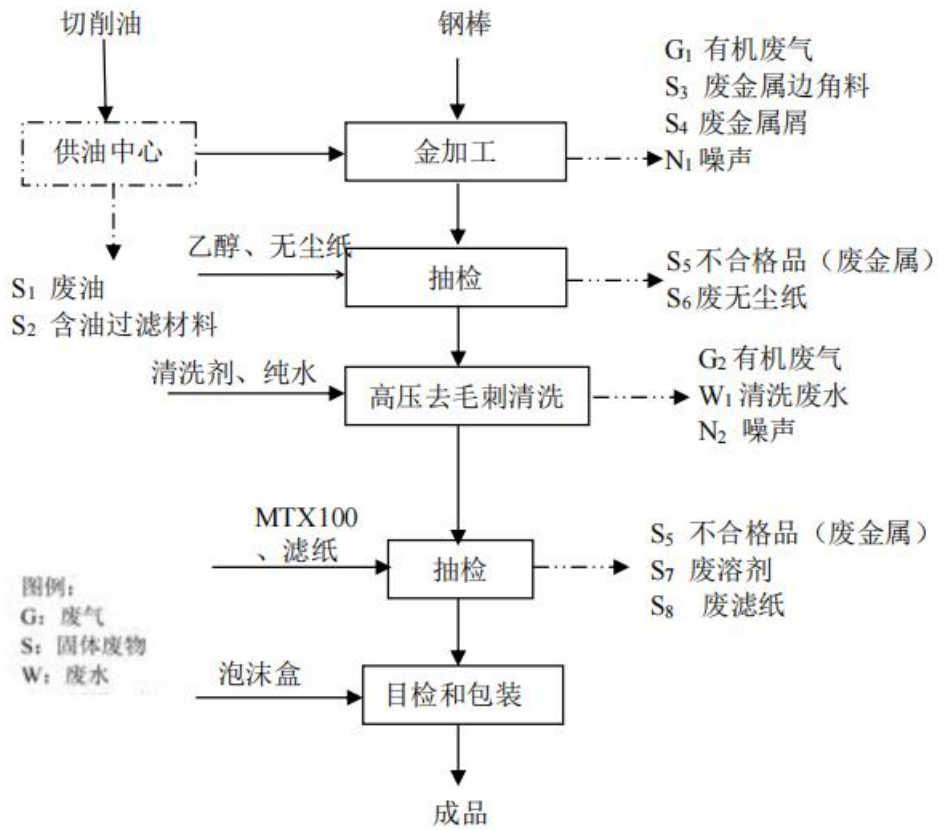 切削油
钢棒
G₁ 有机废气
S₃ 废金属边角料
S₄ 废金属屑
N₁ 噪声
供油中心
金加工
乙醇、无尘纸
抽检
S₅ 不合格品（废金属）
S₆ 废无尘纸
S₁ 废油
S₂ 含油过滤材料
清洗剂、纯水
高压去毛刺清洗
G₂ 有机废气
W₁ 清洗废水
N₂ 噪声
MTX100
、滤纸
抽检
S₅ 不合格品（废金属）
S₇ 废溶剂
S₈ 废滤纸
图例：
G：废气
S：固体废物
W：废水
泡沫盒
目检和包装
成品